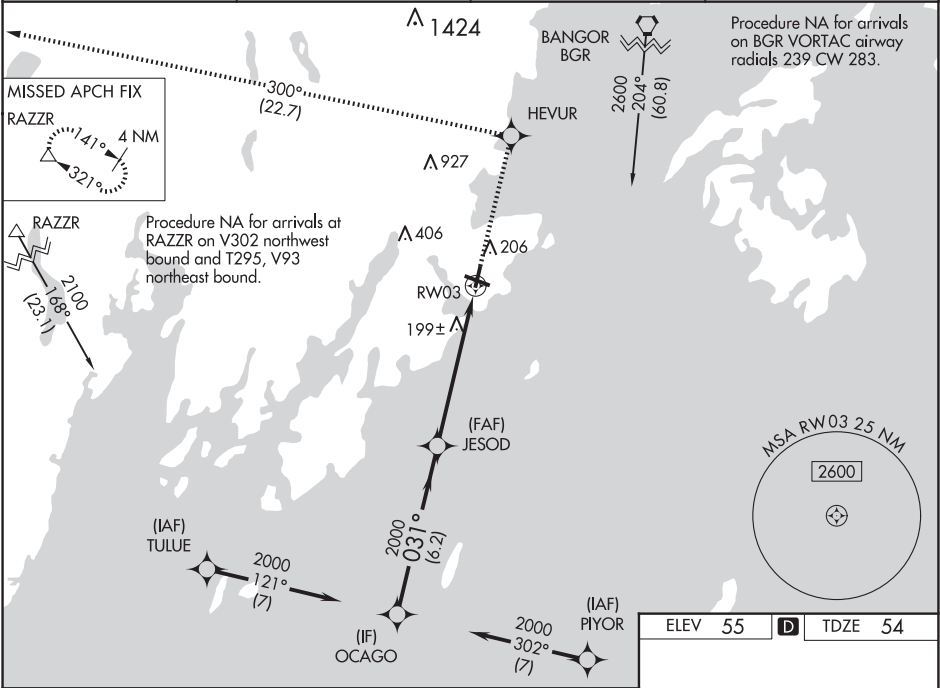 1424
BANGOR
BGR
Procedure NA for arrivals
on BGR VORTAC airway
radials 239 CW 283.
2600
204°
(60.8)
300°
(22.7)
HEVUR
MISSED APCH FIX
RAZZR
141°
4 NM
321°
927
RAZZR
Procedure NA for arrivals at
RAZZR on V302 northwest
bound and T295, V93
northeast bound.
406
206
2100
168°
(23.1)
RW03
199±
(FAF)
JESOD
MSA RW03 25 NM
2600
2000
031°
(6.2)
(IAF)
TULUE
2000
121°
(7)
(IF)
OCAGO
2000
302°
(7)
(IAF)
PIYOR
ELEV 55 D TDZE 54